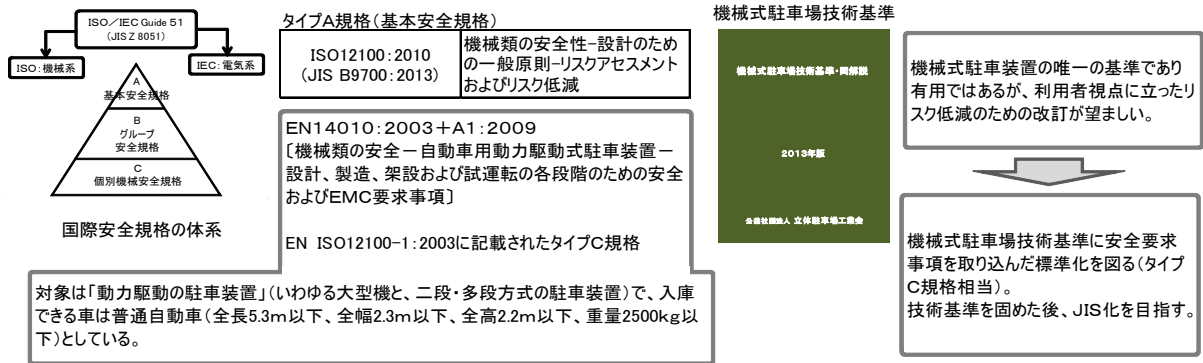 ISO／IEC Guide 51
(JIS Z 8051)
ISO：機械系
IEC：電気系
A
基本安全規格
B
グループ
安全規格
C
個別機械安全規格
国際安全規格の体系
タイプA規格（基本安全規格）
ISO12100：2010
（JIS B9700：2013）
機械類の安全性−設計のため
の一般原則−リスクアセスメント
およびリスク低減
EN14010：2003＋A1：2009
〔機械類の安全－自動車用動力駆動式駐車装置－
設計、製造、架設および試運転の各段階のための安全
およびEMC要求事項〕
EN ISO12100−1：2003に記載されたタイプC規格
対象は「動力駆動の駐車装置」（いわゆる大型機と、二段・多段方式の駐車装置）で、入庫
できる車は普通自動車（全長5.3ｍ以下、全幅2.3ｍ以下、全高2.2ｍ以下、重量2500kg以
下）としている。
機械式駐車場技術基準
機械式駐車場技術基準・同解説
2013年版
公益社団法人 立体駐車場工業会
機械式駐車装置の唯一の基準であり
有用ではあるが、利用者視点に立ったリ
スク低減のための改訂が望ましい。
機械式駐車場技術基準に安全要求
事項を取り込んだ標準化を図る（タイプ
C規格相当）。
技術基準を固めた後、JIS化を目指す。